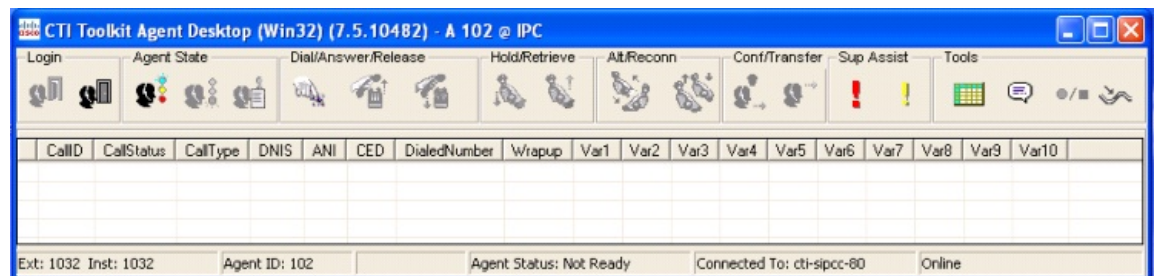 CTI Toolkit Agent Desktop (Win32) (7.5.10482) - A 102 @ IPC
Login Agent State Dial/Answer/Release Hold/Retrieve Alt/Reconn Conf/Transfer Sup Assist Tools
CallID CallStatus CallType DNIS ANI CED DialedNumber Wrapup Var1 Var2 Var3 Var4 Var5 Var6 Var7 Var8 Var9 Var10
Ext: 1032 Inst: 1032 Agent ID: 102 Agent Status: Not Ready Connected To: cti-sipcc-80 Online